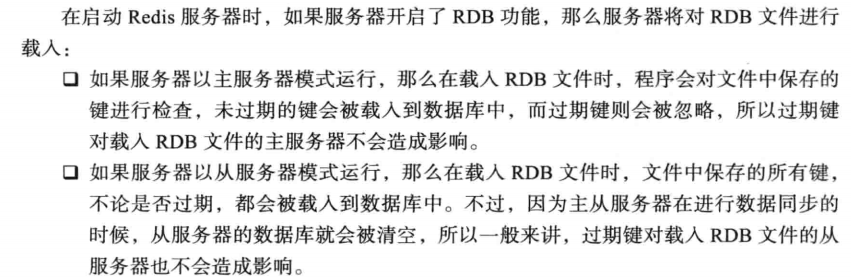 在启动 Redis 服务器时，如果服务器开启了 RDB 功能，那么服务器将对 RDB 文件进行
载入：
❑ 如果服务器以主服务器模式运行，那么在载入 RDB 文件时，程序会对文件中保存的
键进行检查，未过期的键会被载入到数据库中，而过期键则会被忽略，所以过期键
对载入 RDB 文件的主服务器不会造成影响。
❑ 如果服务器以从服务器模式运行，那么在载入 RDB 文件时，文件中保存的所有键，
不论是否过期，都会被载入到数据库中。不过，因为主从服务器在进行数据同步的
时候，从服务器的数据库就会被清空，所以一般来讲，过期键对载入 RDB 文件的从
服务器也不会造成影响。